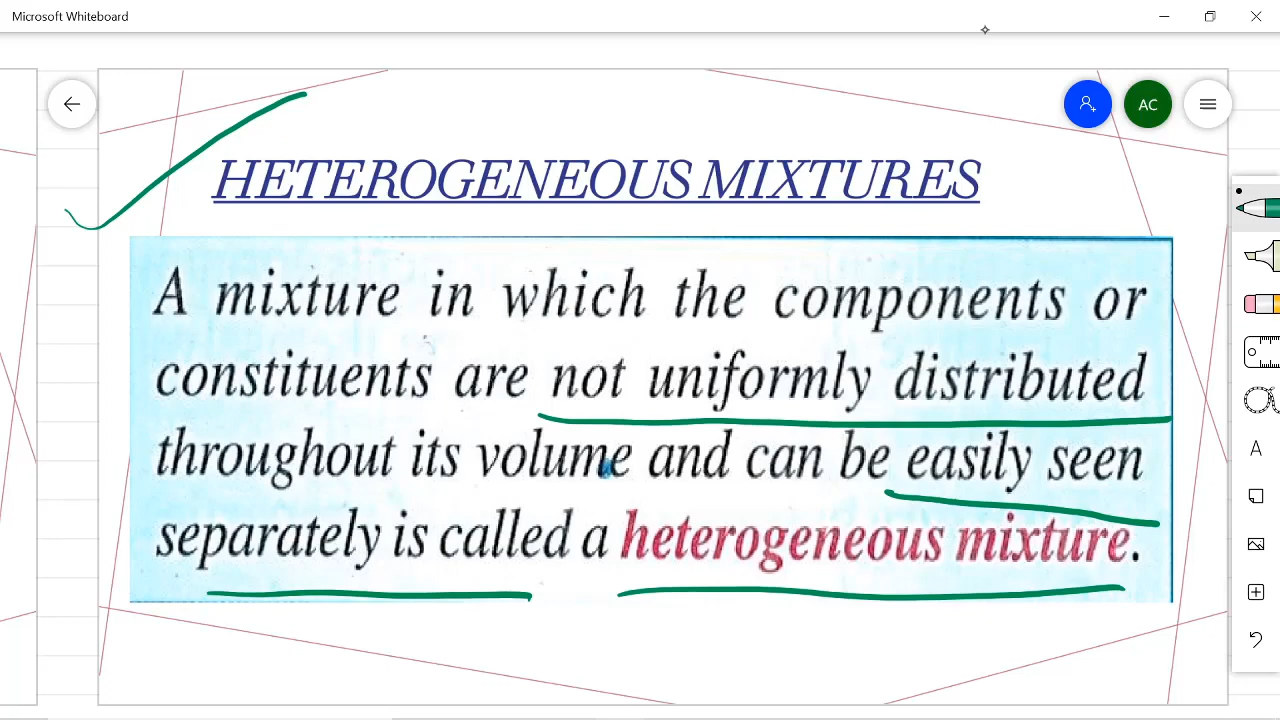 Microsoft Whiteboard
AC
HETEROGENEOUS MIXTURES
A mixture in which the components or
constituents are not uniformly distributed
throughout its volume and can be easily seen
separately is called a heterogeneous mixture.
A